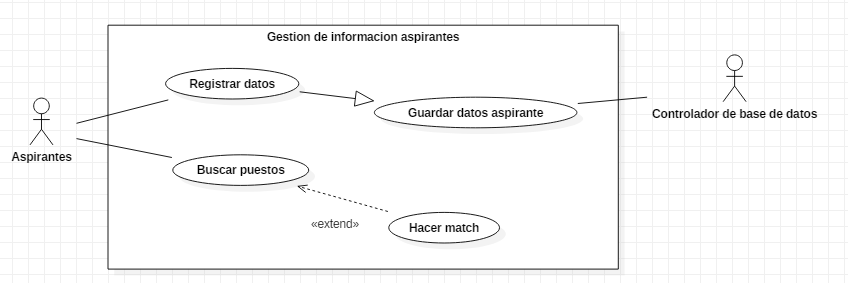 Gestion de informacion aspirantes
Registrar datos
Guardar datos aspirante
Controlador de base de datos
Aspirantes
Buscar puestos
«extend»
Hacer match